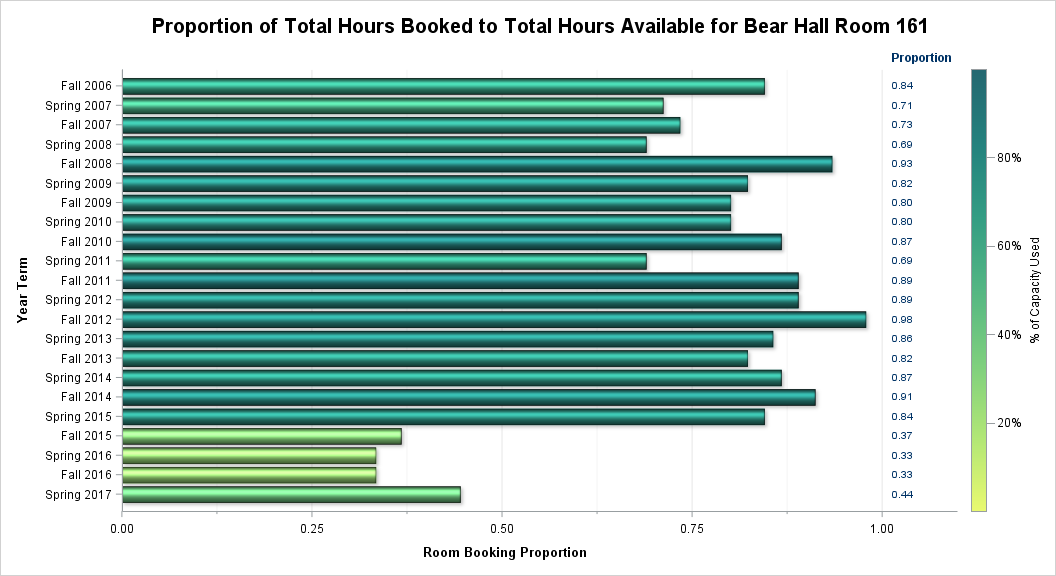 Proportion of Total Hours Booked to Total Hours Available for Bear Hall Room 161
Proportion
Fall 2006 0.84
Spring 2007 0.71
Fall 2007 0.73
Spring 2008 0.69
Fall 2008 0.93
Spring 2009 0.82
Fall 2009 0.80
Spring 2010 0.80
Fall 2010 0.87
Spring 2011 0.69
Fall 2011 0.89
Spring 2012 0.89
Fall 2012 0.98
Spring 2013 0.86
Fall 2013 0.82
Spring 2014 0.87
Fall 2014 0.91
Spring 2015 0.84
Fall 2015 0.37
Spring 2016 0.33
Fall 2016 0.33
Spring 2017 0.44
Year Term
0.00 0.25 0.50 0.75 1.00
Room Booking Proportion
80%
60%
40%
20%
% of Capacity Used